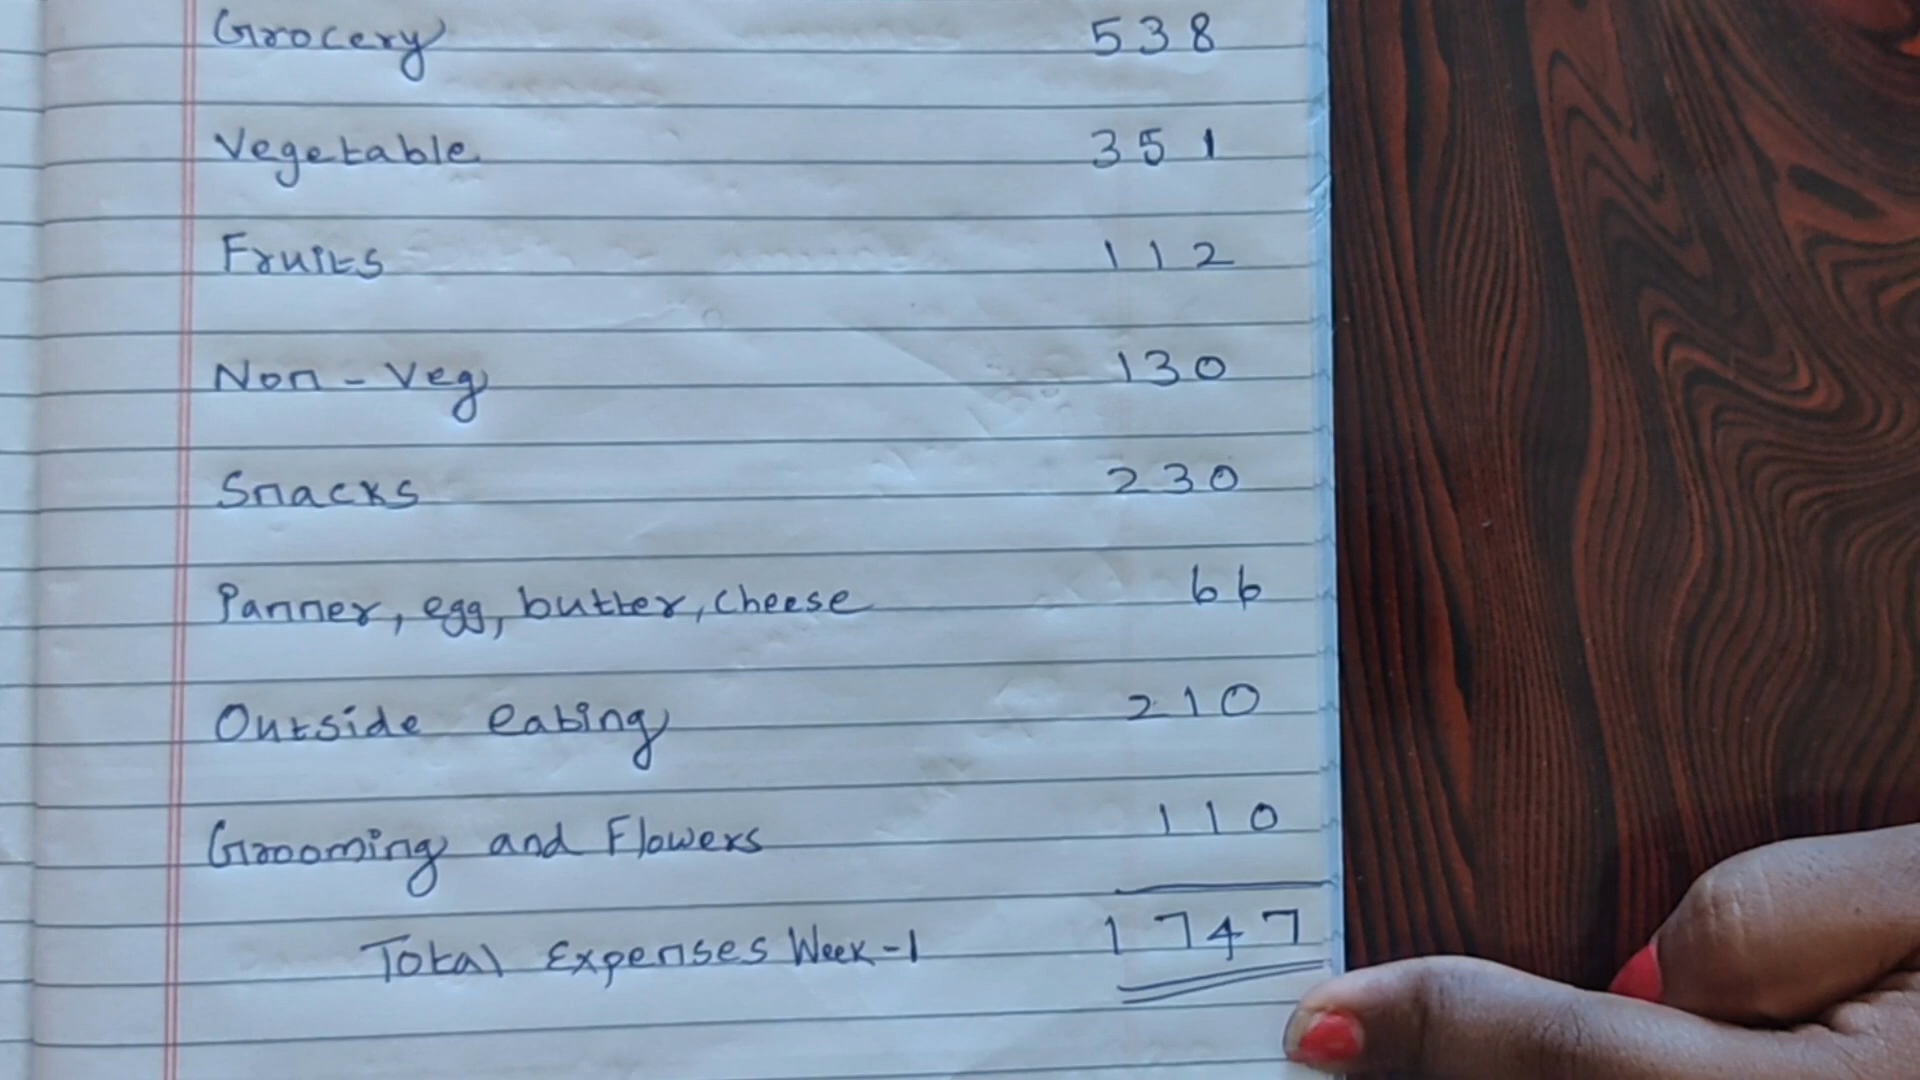 Grocery 538
Vegetable 351
Fruits 112
Non-Veg 130
Snacks 230
Panner, egg, butter, cheese 66
Outside eating 210
Grooming and Flowers 110
Total Expenses Week-1 1747